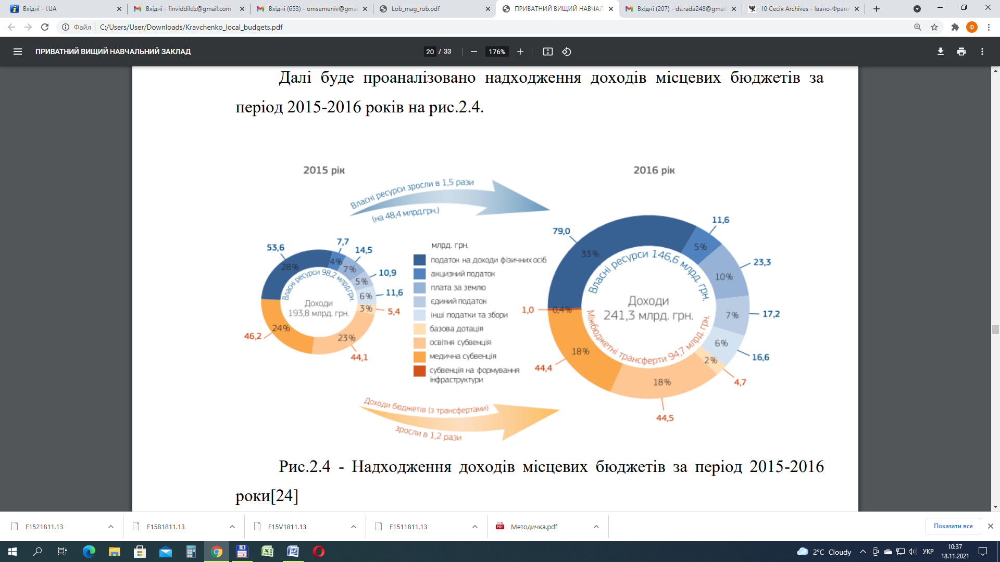 Вхідні - I.UA
Вхідні - finviddildz@gmail.com -
Вхідні (653) - omsemeniv@gmai
Lob_mag_rob.pdf
ПРИВАТНИЙ ВИЩИЙ НАВЧАЛ
Вхідні (207) - ds.rada248@gmail
10 Сесія Archives - Івано-Франк
Файл
C:/Users/User/Downloads/Kravchenko_local_budgets.pdf
Ф
ПРИВАТНИЙ ВИЩИЙ НАВЧАЛЬНИЙ ЗАКЛАД
20 / 33
176%
Далі буде проаналізовано надходження доходів місцевих бюджетів за
період 2015-2016 років на рис.2.4.
2015 рік
2016 рік
Власні ресурси зросли в 1,5 рази
(на 48,4 млрд.грн.)
53,6
7,7
14,5
10,9
11,6
5,4
44,1
46,2
28%
4%
7%
5%
6%
3%
23%
24%
Власні ресурси 98,2 млрд.грн.
Доходи
193,8 млрд. грн.
млрд. грн.
податок на доходи фізичних осіб
акцизний податок
плата за землю
єдиний податок
інші податки та збори
базова дотація
освітня субвенція
медична субвенція
субвенція на формування
інфраструктури
79,0
11,6
23,3
17,2
16,6
4,7
44,5
44,4
1,0
33%
5%
10%
7%
6%
2%
18%
18%
0,4%
Власні ресурси 146,6 млрд. грн.
Доходи
241,3 млрд. грн.
Міжбюджетні трансферти 94,7 млрд. грн.
Доходи бюджетів (з трансфертами)
зросли в 1,2 рази
Рис.2.4 - Надходження доходів місцевих бюджетів за період 2015-2016
роки[24]
F1521811.13
F15B1811.13
F15V1811.13
F1511811.13
Методичка.pdf
Показати все
2°C Cloudy
УКР
10:37
18.11.2021